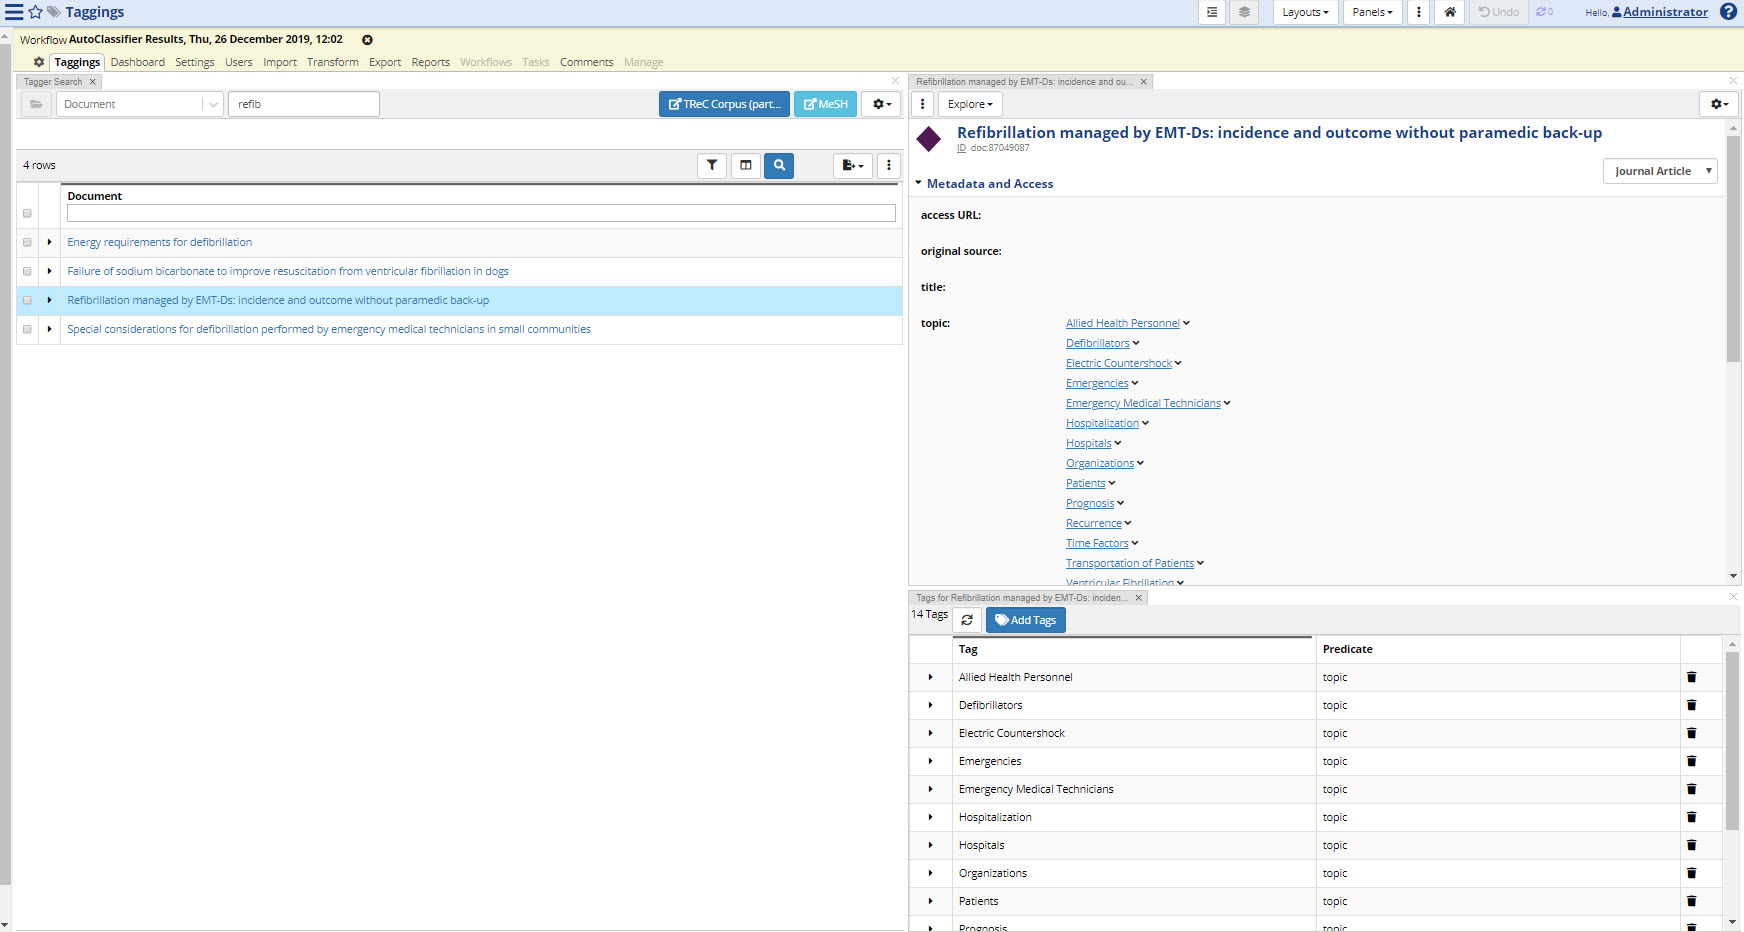 Taggings
Layouts
Panels
Undo
0
Hello, Administrator
Workflow AutoClassifier Results, Thu, 26 December 2019, 12:02
Taggings Dashboard Settings Users Import Transform Export Reports Workflows Tasks Comments Manage
Tagger Search
Document
refib
TReC Corpus (part...
MeSH
4 rows
Document
Energy requirements for defibrillation
Failure of sodium bicarbonate to improve resuscitation from ventricular fibrillation in dogs
Refibrillation managed by EMT-Ds: incidence and outcome without paramedic back-up
Special considerations for defibrillation performed by emergency medical technicians in small communities
Refibrillation managed by EMT-Ds: incidence and ou...
Explore
Refibrillation managed by EMT-Ds: incidence and outcome without paramedic back-up
ID doc:87049087
Journal Article
Metadata and Access
access URL:
original source:
title:
topic:
Allied Health Personnel
Defibrillators
Electric Countershock
Emergencies
Emergency Medical Technicians
Hospitalization
Hospitals
Organizations
Patients
Prognosis
Recurrence
Time Factors
Transportation of Patients
Ventricular Fibrillation
Tags for Refibrillation managed by EMT-Ds: inciden...
14 Tags
Add Tags
Tag Predicate
Allied Health Personnel topic
Defibrillators topic
Electric Countershock topic
Emergencies topic
Emergency Medical Technicians topic
Hospitalization topic
Hospitals topic
Organizations topic
Patients topic
Prognosis topic